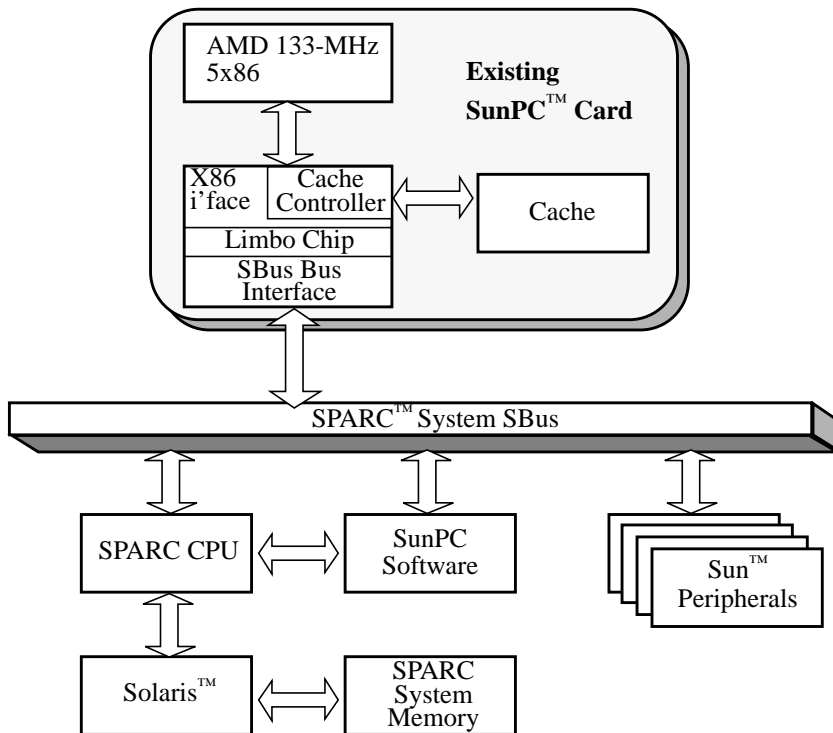 AMD 133-MHz
5x86
Existing
SunPC™ Card
X86
i'face
Cache
Controller
Cache
Limbo Chip
SBus Bus
Interface
SPARC™ System SBus
SPARC CPU
SunPC
Software
Sun™
Peripherals
Solaris™
SPARC
System
Memory